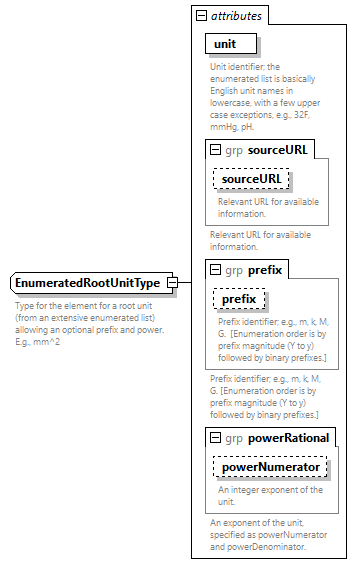 attributes
unit
Unit identifier; the
enumerated list is basically
English unit names in
lowercase, with a few upper
case exceptions, e.g., 32F,
mmHg, pH.
grp sourceURL
sourceURL
Relevant URL for available
information.
Relevant URL for available
information.
EnumeratedRootUnitType
Type for the element for a root unit
(from an extensive enumerated list)
allowing an optional prefix and power.
E.g., mm^2
grp prefix
prefix
Prefix identifier; e.g., m, k, M,
G. [Enumeration order is by
prefix magnitude (Y to y)
followed by binary prefixes.]
Prefix identifier; e.g., m, k, M,
G. [Enumeration order is by
prefix magnitude (Y to y)
followed by binary prefixes.]
grp powerRational
powerNumerator
An integer exponent of the
unit.
An exponent of the unit,
specified as powerNumerator
and powerDenominator.